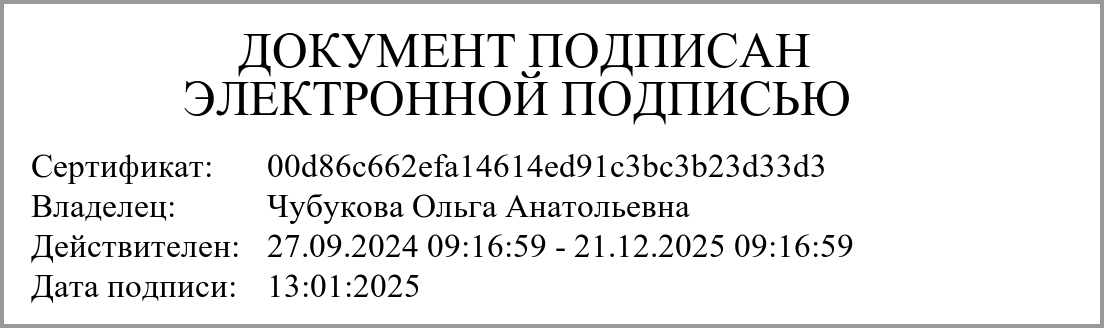 ДОКУМЕНТ ПОДПИСАН
ЭЛЕКТРОННОЙ ПОДПИСЬЮ
Сертификат: 00d86c662efa14614ed91c3bc3b23d33d3
Владелец: Чубукова Ольга Анатольевна
Действителен: 27.09.2024 09:16:59 - 21.12.2025 09:16:59
Дата подписи: 13:01:2025